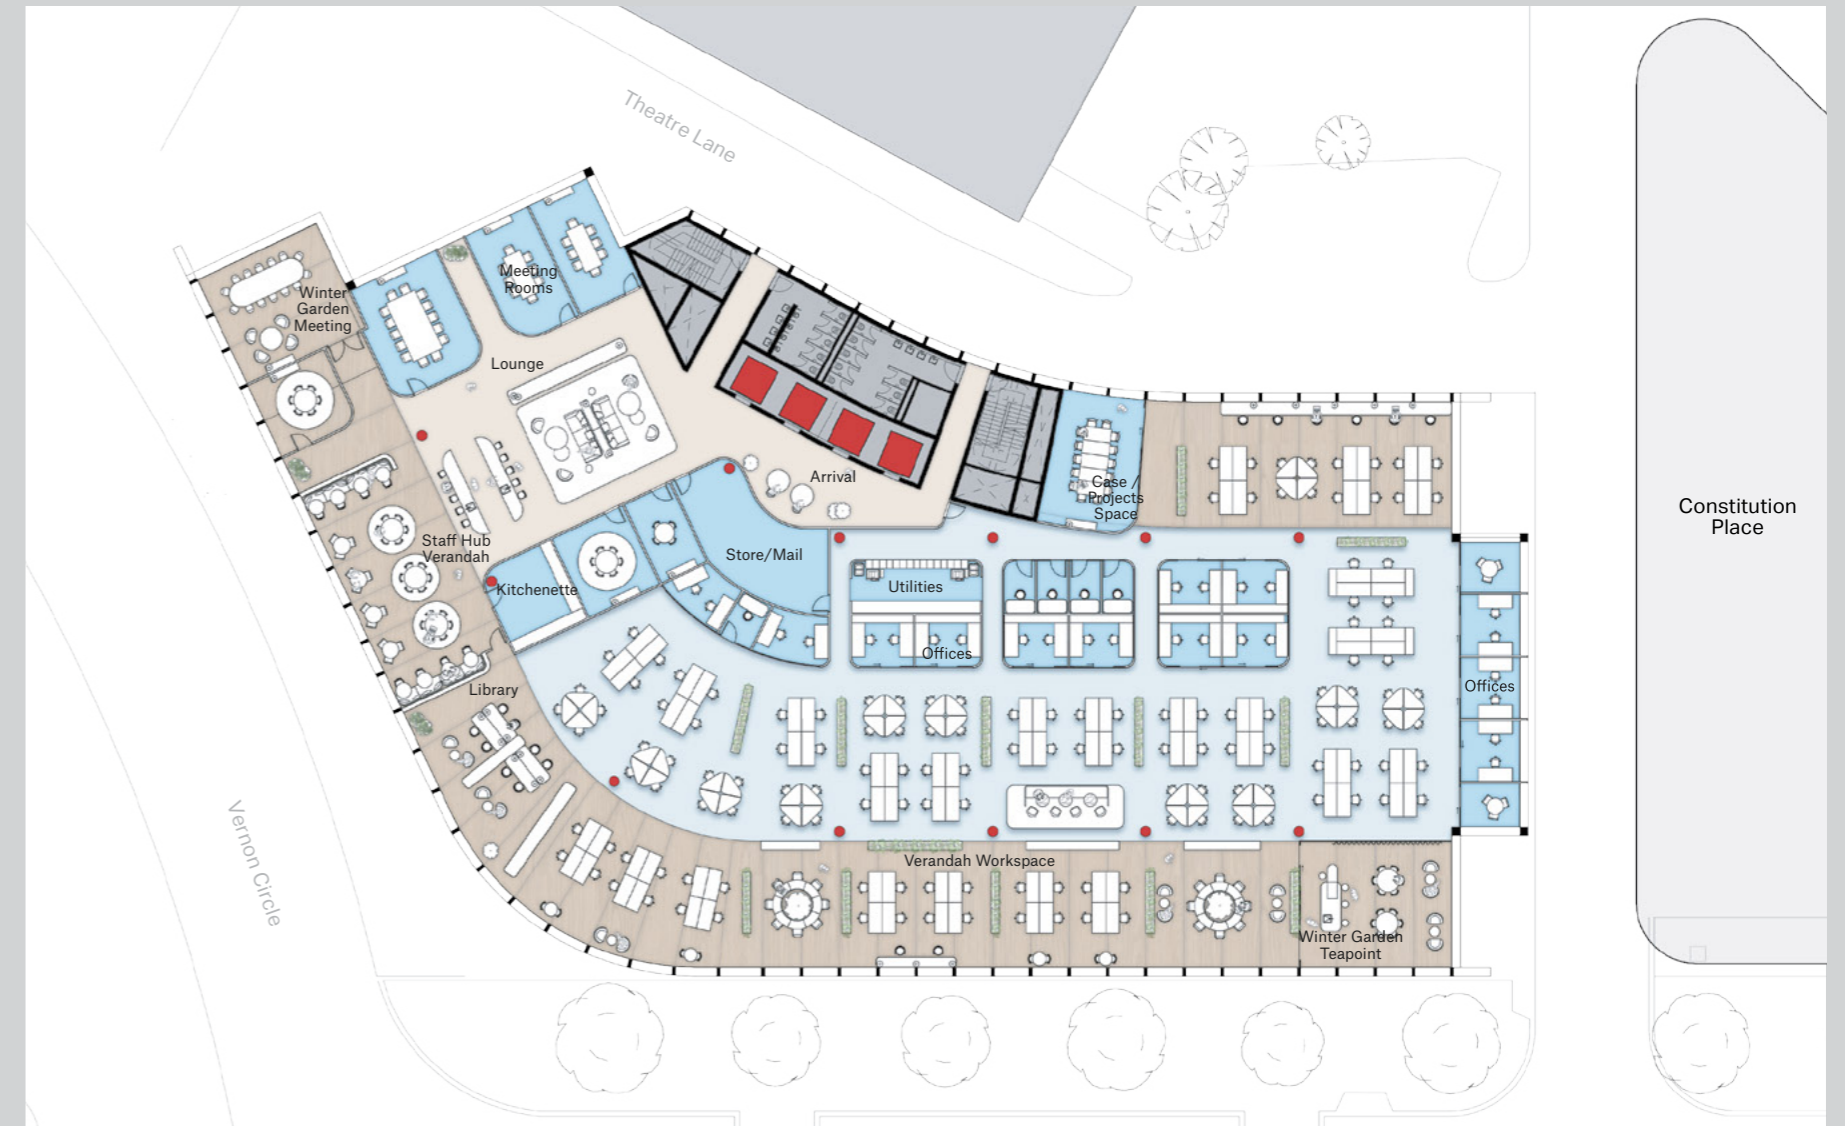 Theatre Lane
Winter
Garden
Meeting
Meeting
Rooms
Lounge
Arrival
Case /
Projects
Space
Constitution
Place
Staff Hub
Verandah
Kitchenette
Store/Mail
Utilities
Offices
Offices
Library
Vernon Circle
Verandah Workspace
Winter Garden
Teapoint